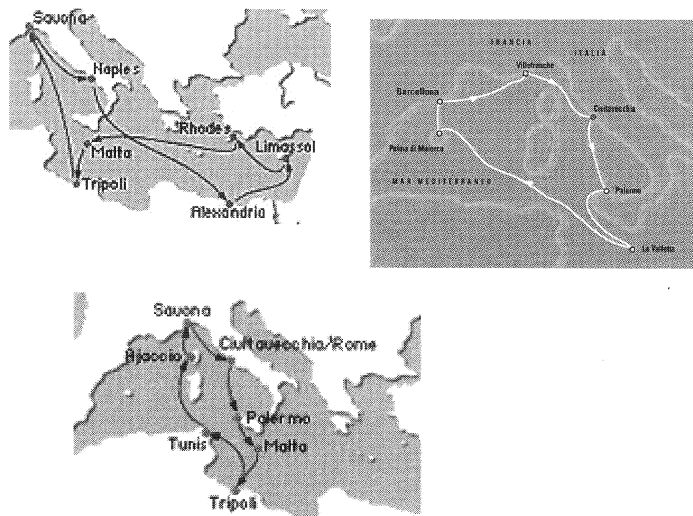 Savona
Naples
Rhodes
Limassol
Malta
Tripoli
Alexandria
FRANCIA
ITALIA
Villefranche
Barcellona
Civitavecchia
Palma di Maiorca
MAR MEDITERRANEO
Palermo
La Valletta
Savona
Civitavecchia/Rome
Ajaccio
Palermo
Tunis
Malta
Tripoli